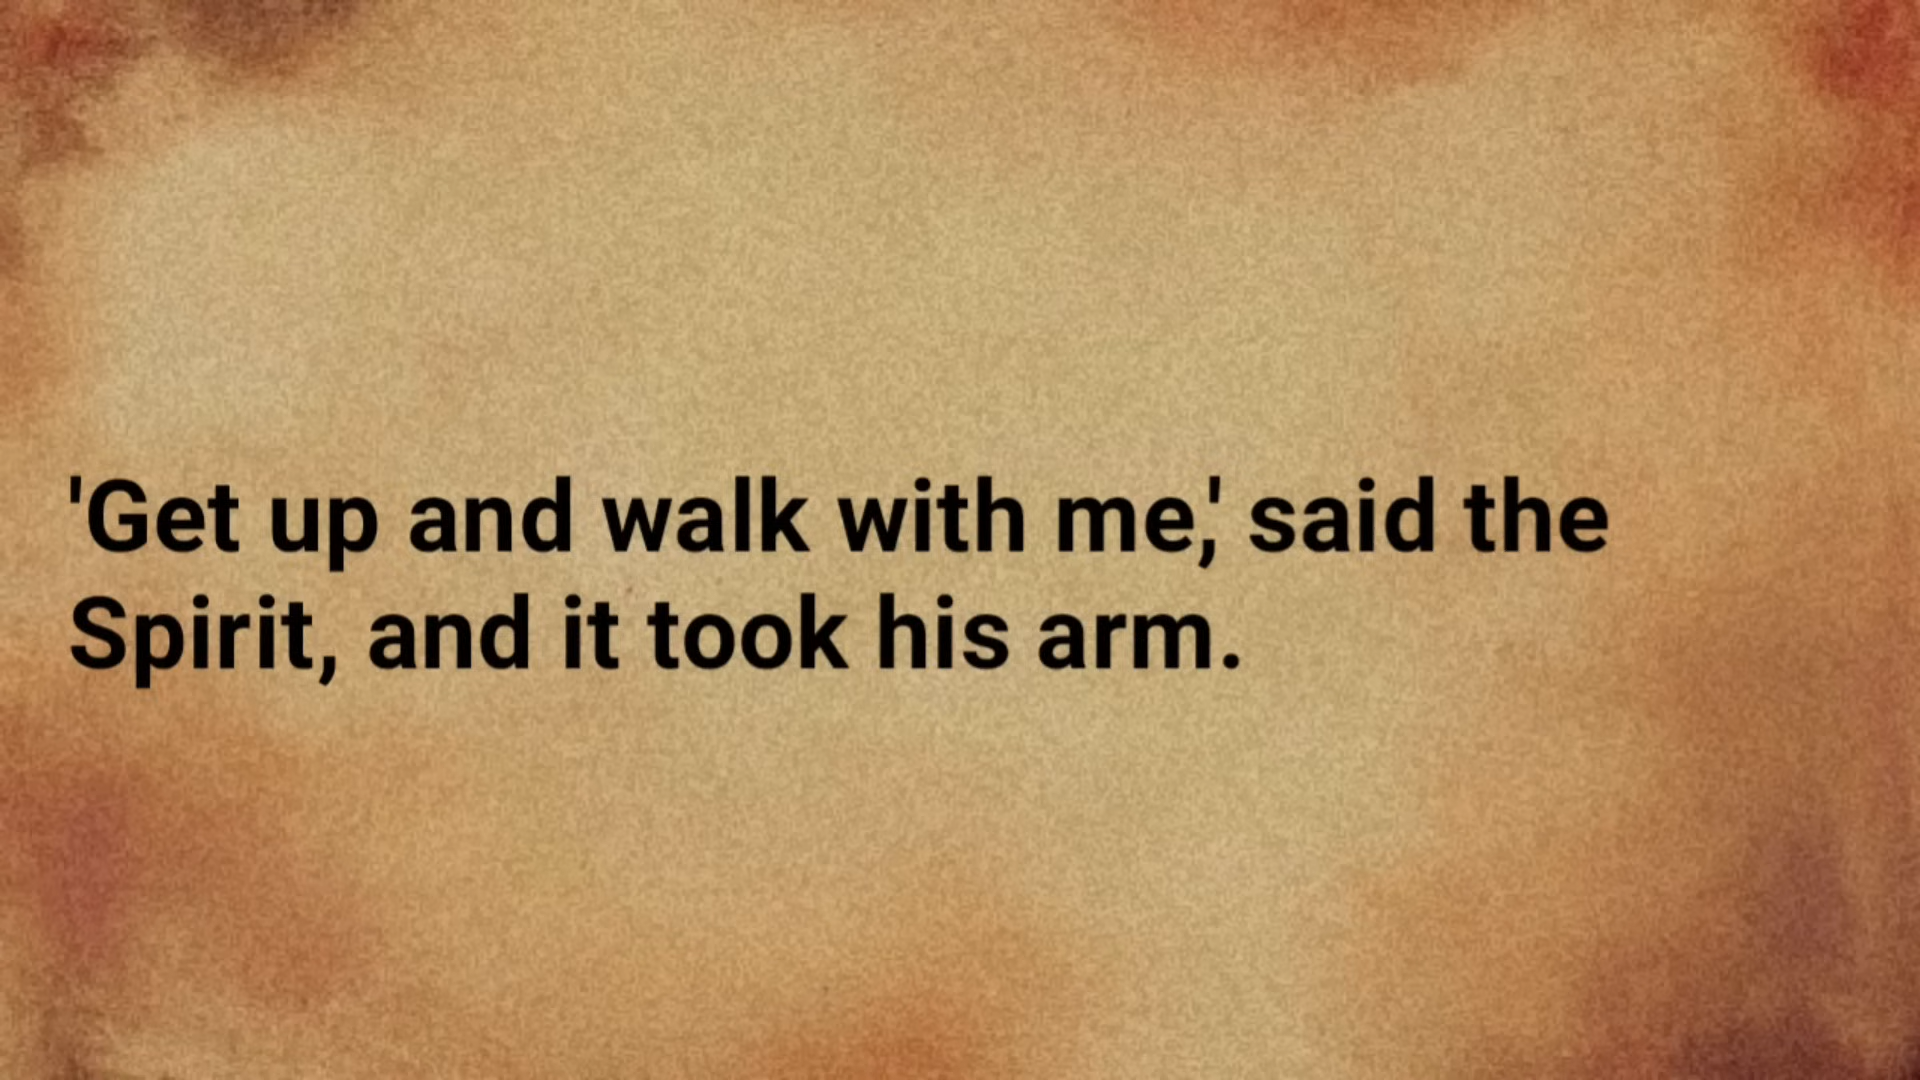 'Get up and walk with me,' said the
Spirit, and it took his arm.